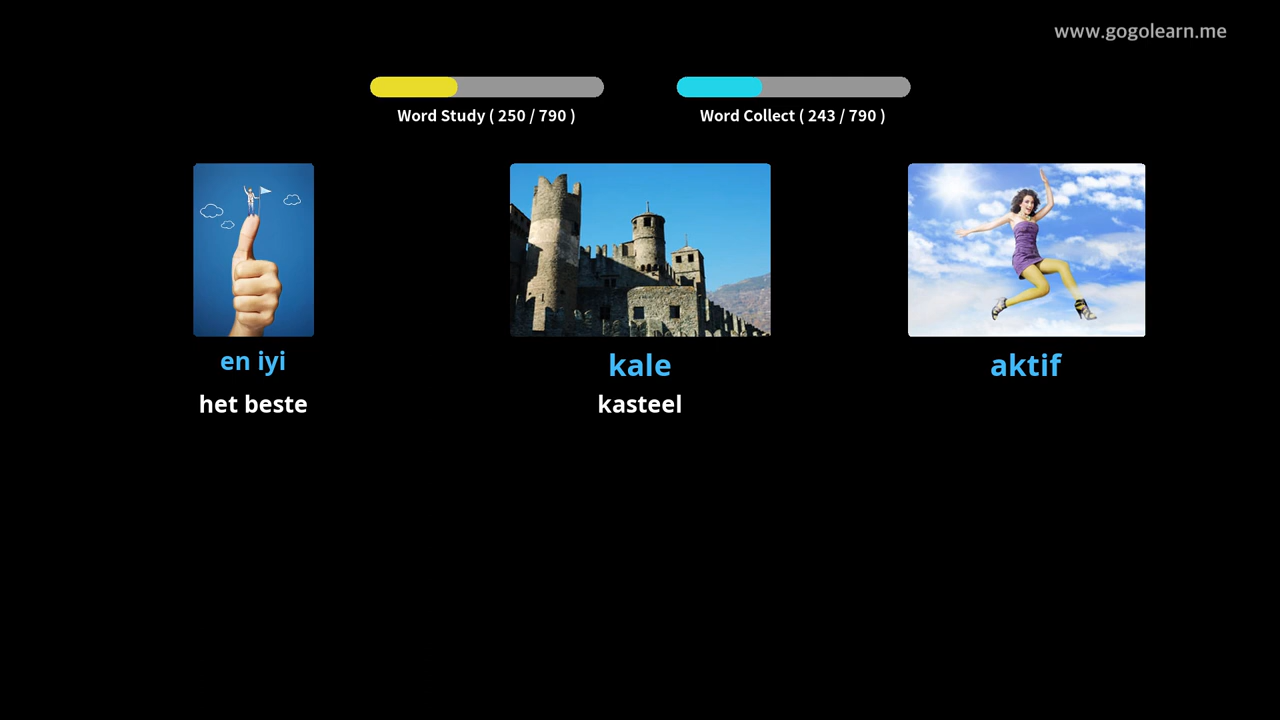 www.gogolearn.me
Word Study ( 250 / 790 )
Word Collect ( 243 / 790 )
en iyi
kale
aktif
het beste
kasteel